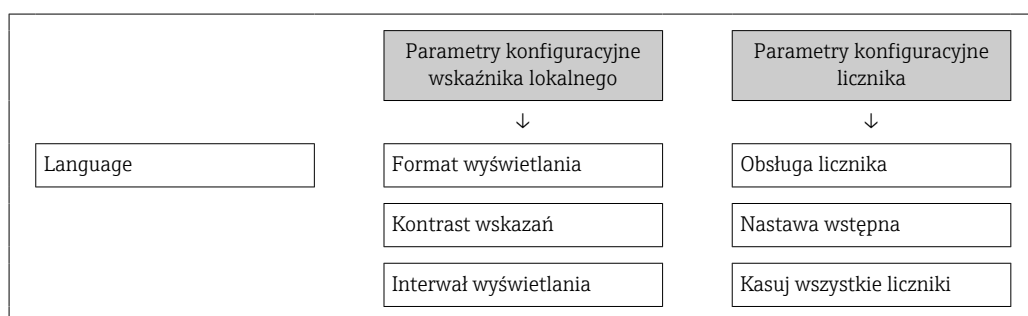 Parametry konfiguracyjne
wskaźnika lokalnego
Parametry konfiguracyjne
licznika
↓
↓
Language
Format wyświetlania
Obsługa licznika
Kontrast wskazań
Nastawa wstępna
Interwał wyświetlania
Kasuj wszystkie liczniki